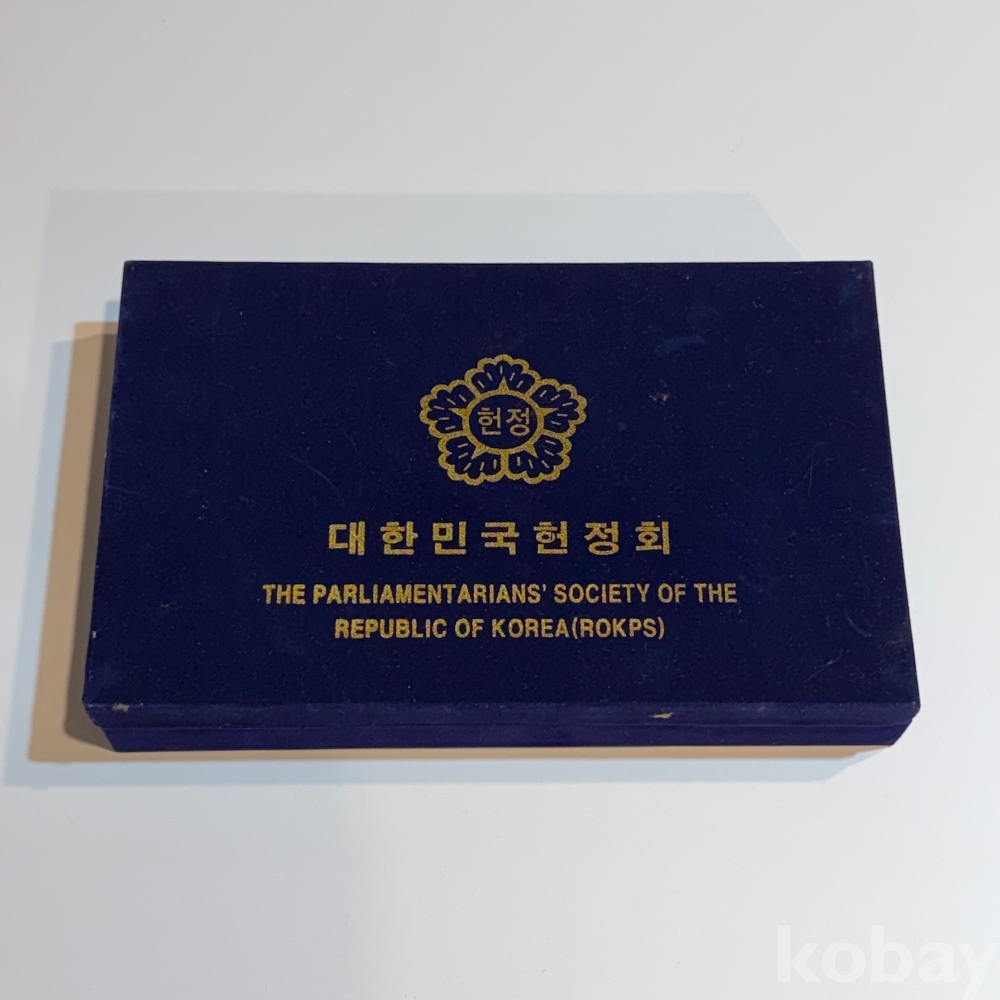 헌정
대한민국헌정회
THE PARLIAMENTARIANS' SOCIETY OF THE
REPUBLIC OF KOREA(ROKPS)
kobay